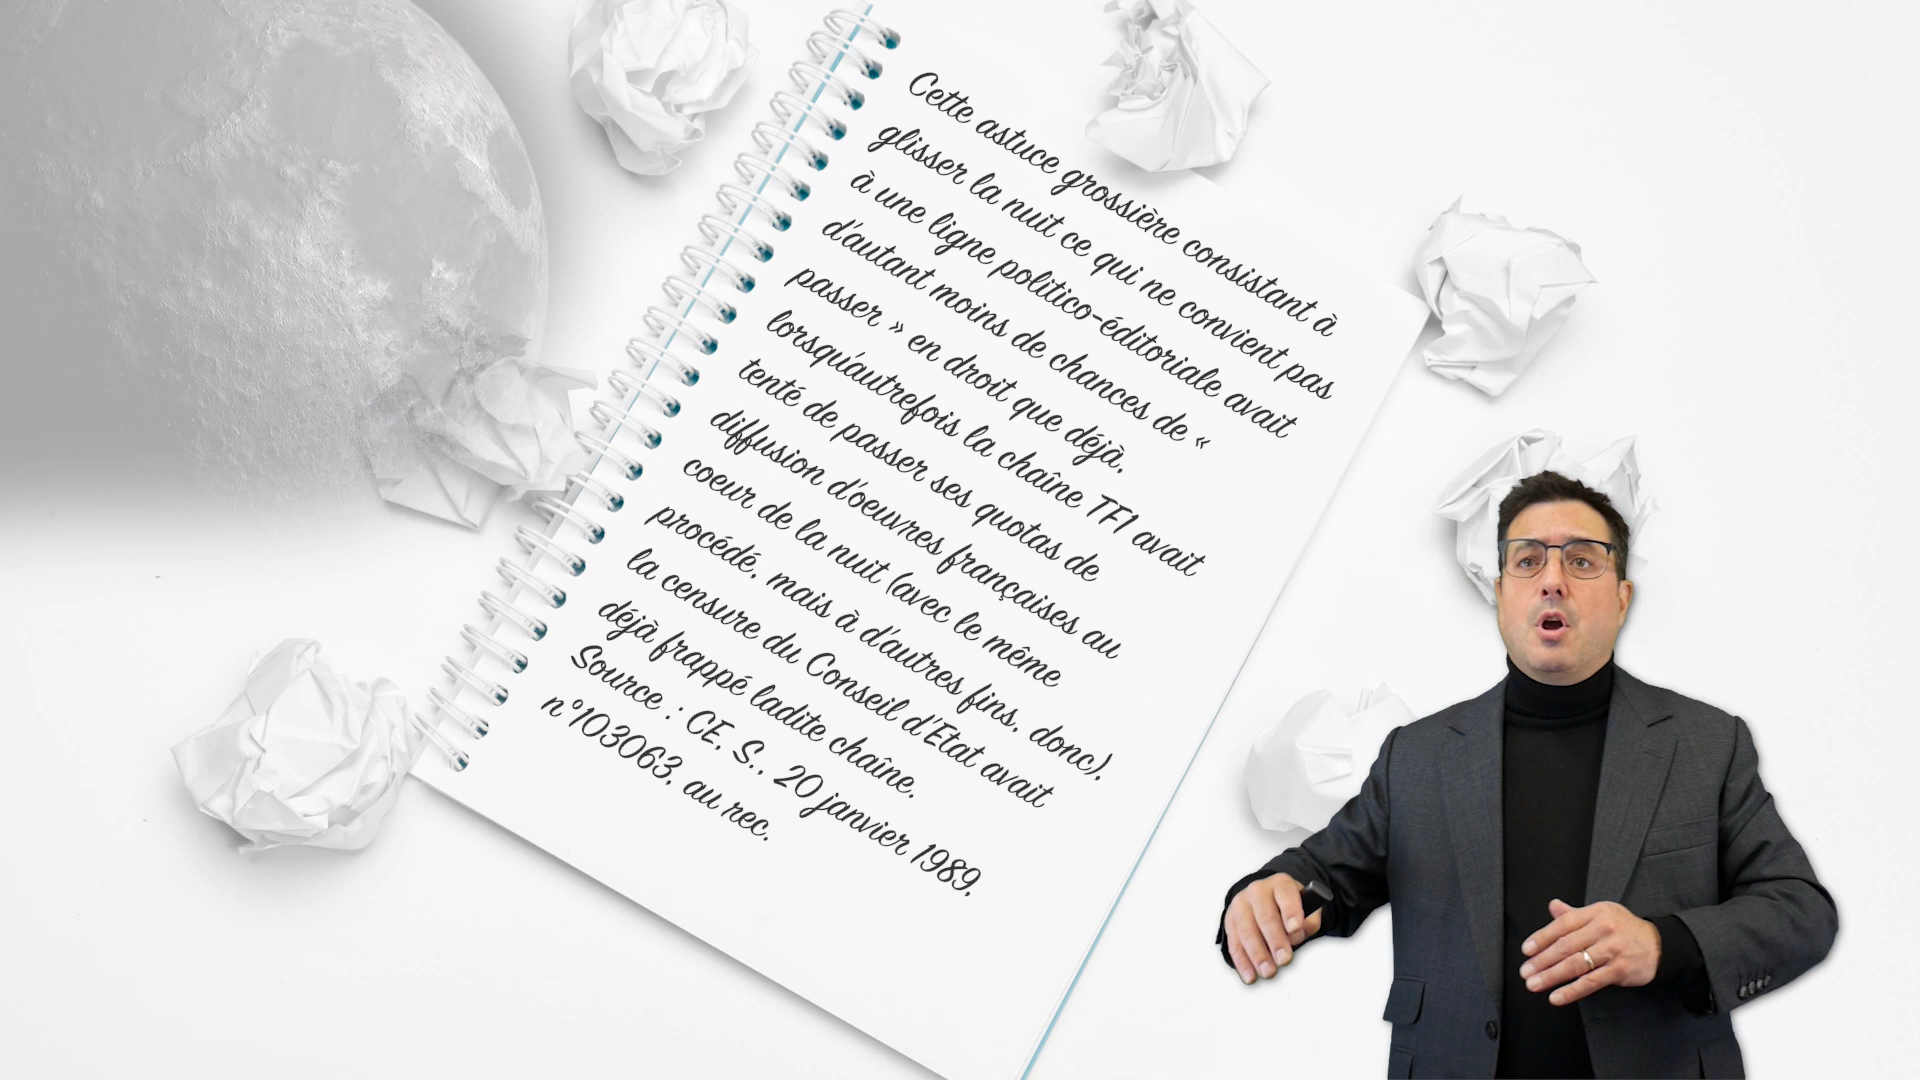 Cette astuce grossière consistant à
glisser la nuit ce qui ne convient pas
à une ligne politico-éditoriale avait
d'autant moins de chances de «
passer » en droit que déjà,
lorsqu'autrefois la chaîne TF1 avait
tenté de passer ses quotas de
diffusion d'oeuvres françaises au
coeur de la nuit (avec le même
procédé, mais à d'autres fins, donc),
la censure du Conseil d'Etat avait
déjà frappé ladite chaîne.
Source : CE, S., 20 janvier 1989,
n°103063, au rec.